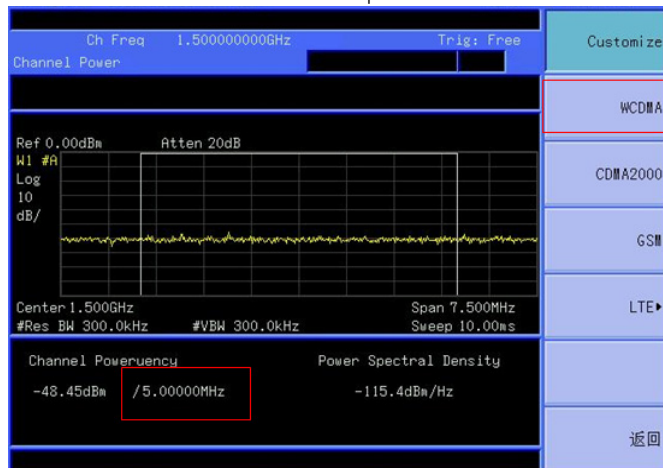 Ch Freq 1.500000000GHz Trig: Free
Channel Power
Ref 0.00dBm Atten 20dB
W1 #A
Log
10
dB/
Center 1.500GHz Span 7.500MHz
#Res BW 300.0kHz #VBW 300.0kHz Sweep 10.00ms
Channel Poweruency Power Spectral Density
-48.45dBm /5.00000MHz -115.4dBm/Hz
Customize
WCDMA
CDMA2000
GSM
LTE▶
返回